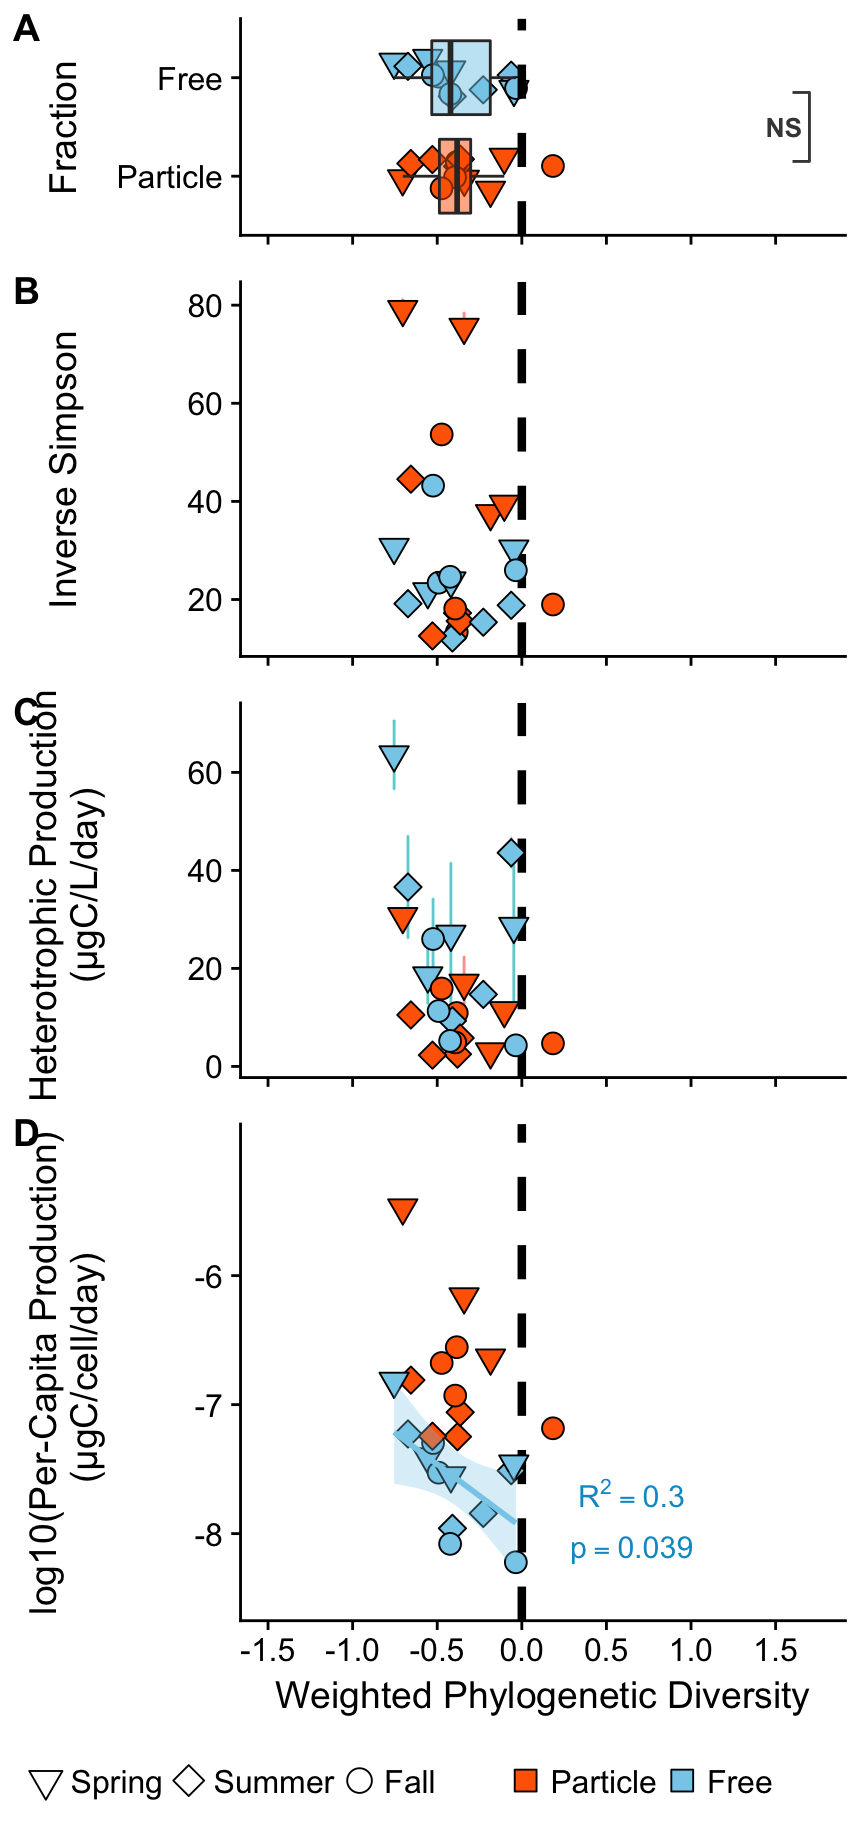 A
Fraction
Free
Particle
NS
B
Inverse Simpson
80
60
40
20
C
Heterotrophic Production
(µgC/L/day)
60
40
20
0
D
log10(Per-Capita Production)
(µgC/cell/day)
-6
-7
-8
R² = 0.3
p = 0.039
-1.5 -1.0 -0.5 0.0 0.5 1.0 1.5
Weighted Phylogenetic Diversity
Spring Summer Fall Particle Free